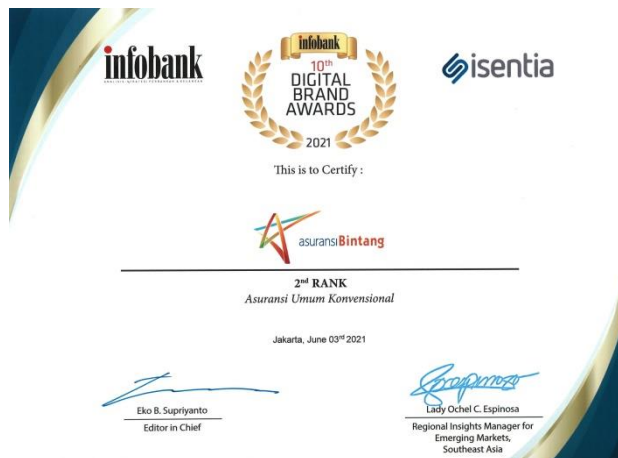 infobank
infobank
10th
DIGITAL
BRAND
AWARDS
2021
isentia
This is to Certify :
asuransiBintang
2nd RANK
Asuransi Umum Konvensional
Jakarta, June 03rd 2021
Eko B. Supriyanto
Editor in Chief
Lady Ochel C. Espinosa
Regional Insights Manager for
Emerging Markets,
Southeast Asia